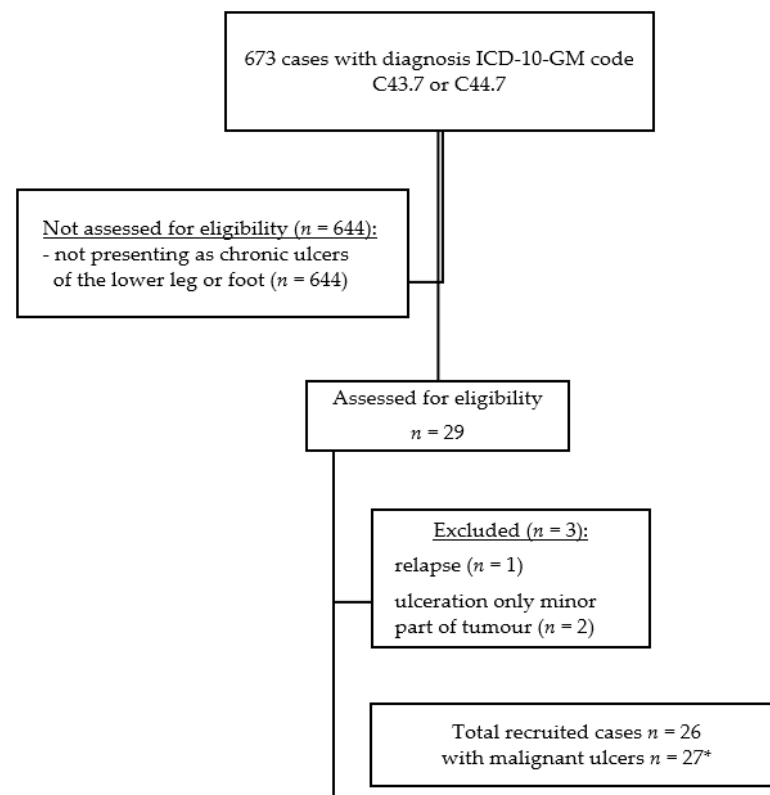 673 cases with diagnosis ICD-10-GM code
C43.7 or C44.7
Not assessed for eligibility (n = 644):
- not presenting as chronic ulcers
of the lower leg or foot (n = 644)
Assessed for eligibility
n = 29
Excluded (n = 3):
relapse (n = 1)
ulceration only minor
part of tumour (n = 2)
Total recruited cases n = 26
with malignant ulcers n = 27*